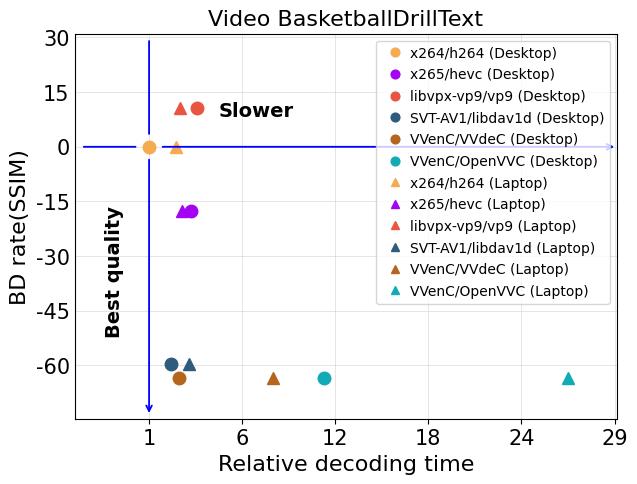 Video BasketballDrillText
BD rate(SSIM)
30
15
0
-15
-30
-45
-60
Slower
Best quality
x264/h264 (Desktop)
x265/hevc (Desktop)
libvpx-vp9/vp9 (Desktop)
SVT-AV1/libdav1d (Desktop)
VVenC/VVdeC (Desktop)
VVenC/OpenVVC (Desktop)
x264/h264 (Laptop)
x265/hevc (Laptop)
libvpx-vp9/vp9 (Laptop)
SVT-AV1/libdav1d (Laptop)
VVenC/VVdeC (Laptop)
VVenC/OpenVVC (Laptop)
1 6 12 18 24 29
Relative decoding time